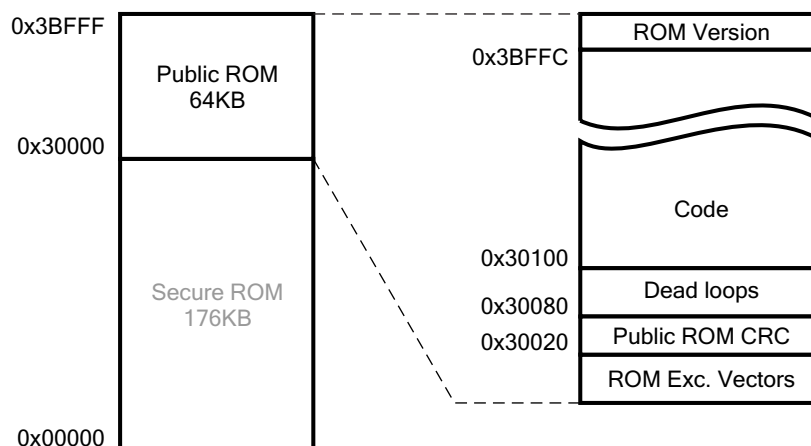 0x3BFFF
Public ROM
64KB
0x30000
Secure ROM
176KB
0x00000
ROM Version
0x3BFFC
Code
0x30100
Dead loops
0x30080
Public ROM CRC
0x30020
ROM Exc. Vectors